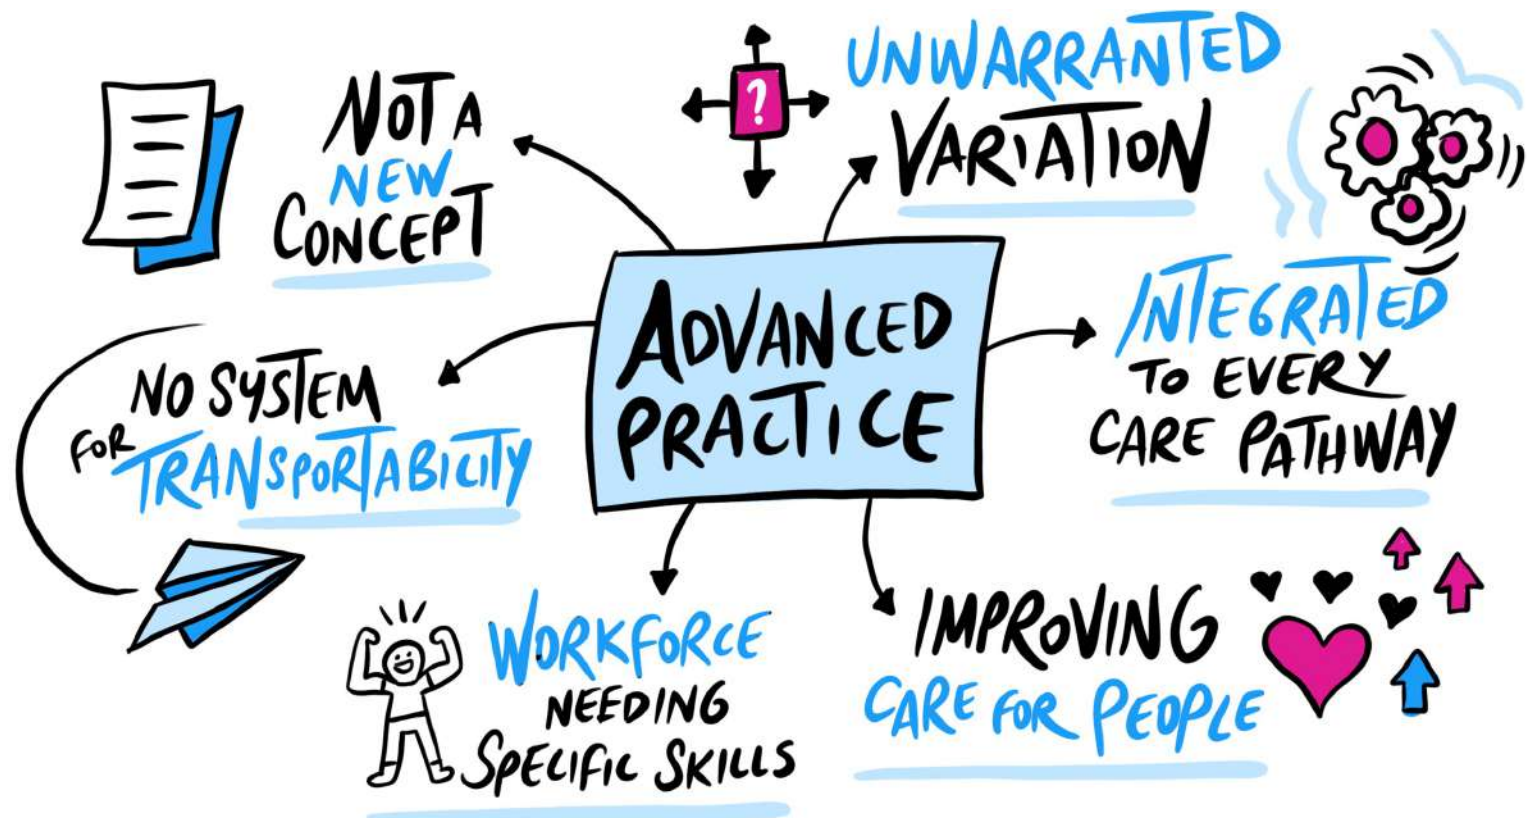 NOT A
NEW
CONCEPT
?
UNWARRANTED
VARIATION
ADVANCED
PRACTICE
INTEGRATED
TO EVERY
CARE PATHWAY
NO SYSTEM
FOR TRANSPORTABILITY
WORKFORCE
NEEDING
SPECIFIC SKILLS
IMPROVING
CARE FOR PEOPLE